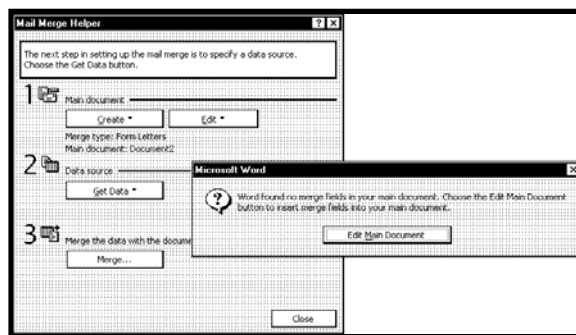 Mail Merge Helper
The next step in setting up the mail merge is to specify a data source.
Choose the Get Data button.
1
Main document
Create
Edit
Merge type: Form Letters
Main document: Document2
2
Data source
Get Data
3
Merge the data with the docume
Merge...
Close
Microsoft Word
Word found no merge fields in your main document. Choose the Edit Main Document
button to insert merge fields into your main document.
Edit Main Document